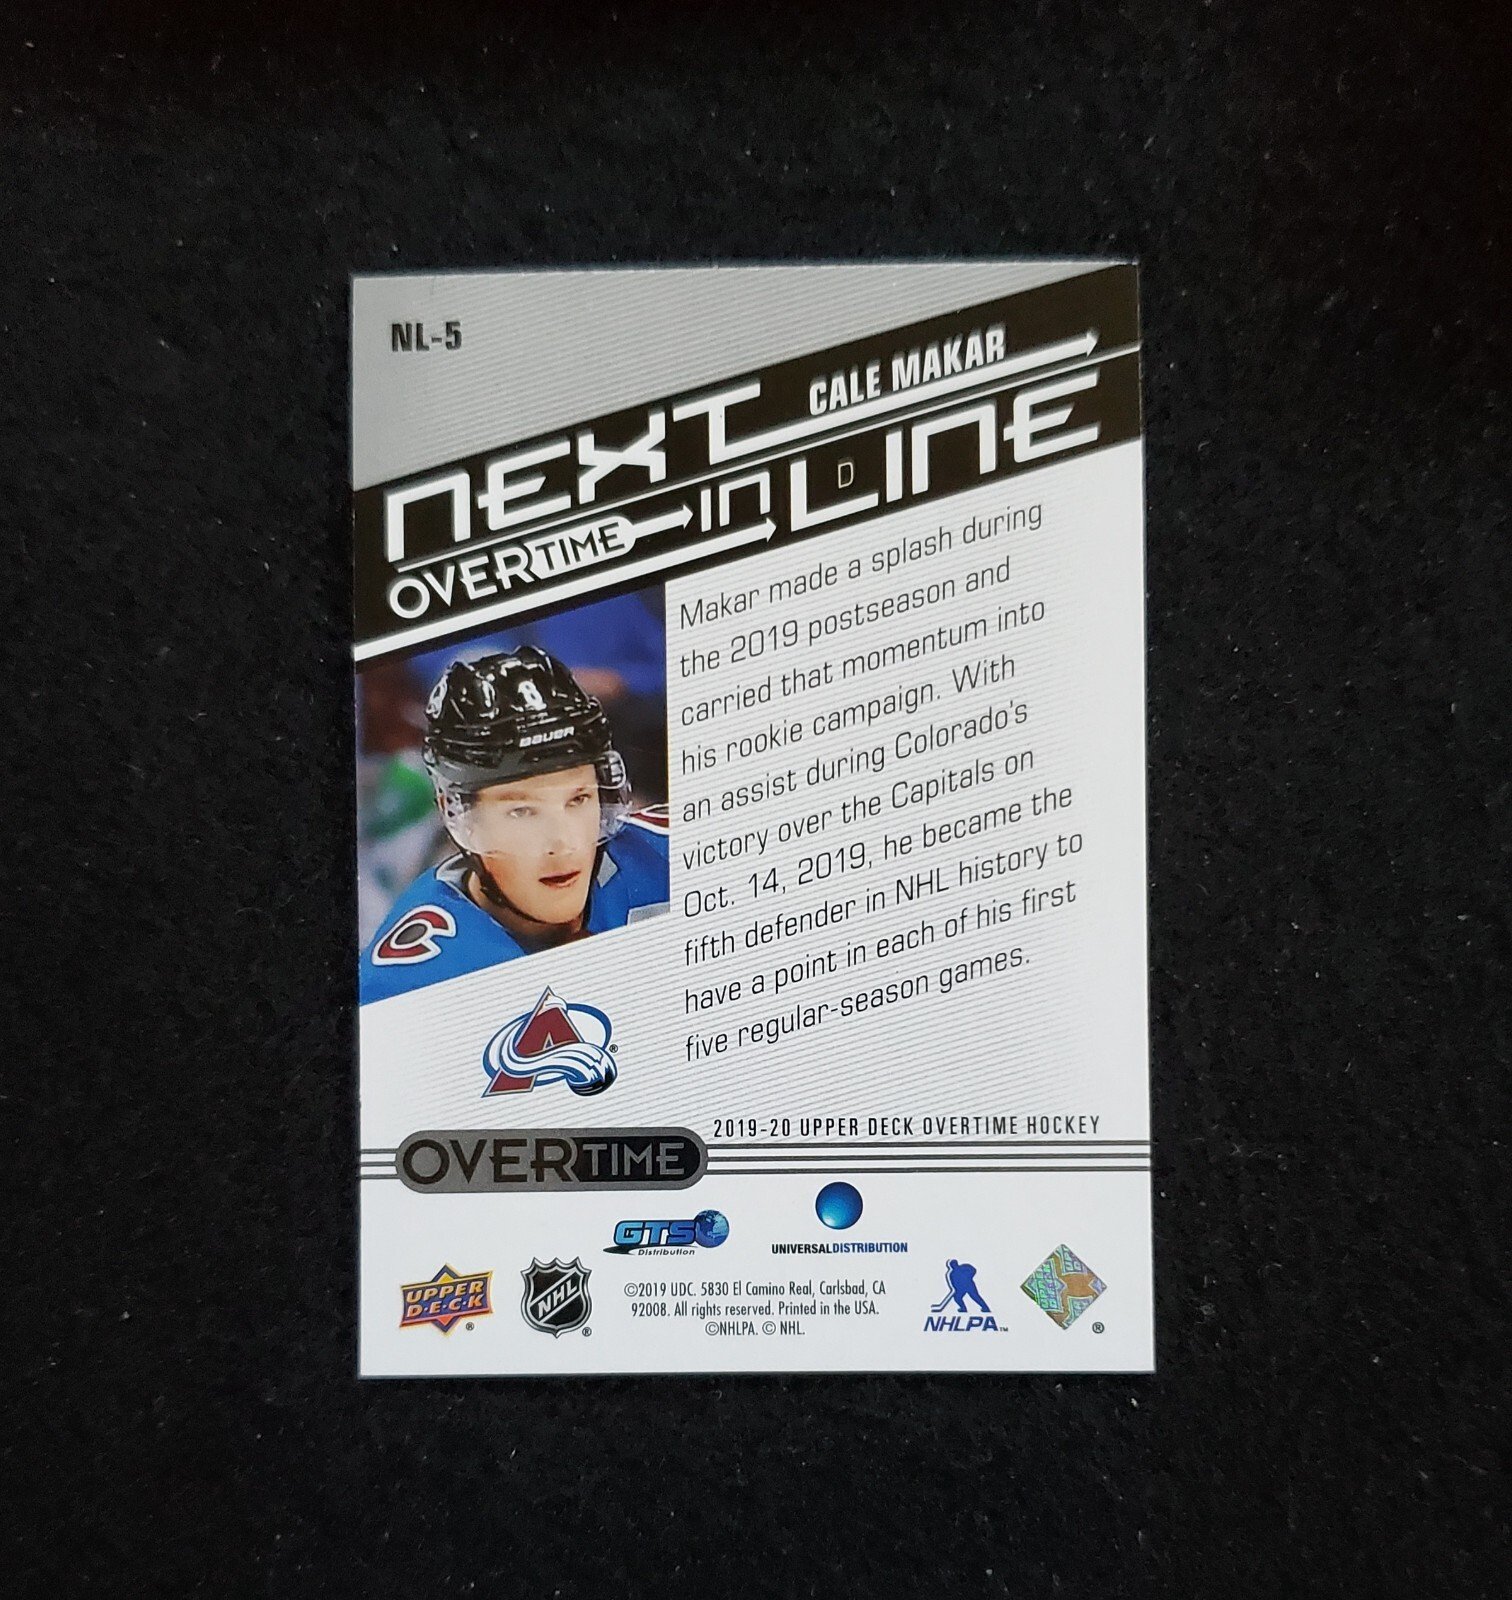 NL-5
CALE MAKAR
NEXT
OVERTIME IN LINE
D
Makar made a splash during
the 2019 postseason and
carried that momentum into
his rookie campaign. With
an assist during Colorado's
victory over the Capitals on
Oct. 14, 2019, he became the
fifth defender in NHL history to
have a point in each of his first
five regular-season games.
8
BAUER
C
A
®
2019-20 UPPER DECK OVERTIME HOCKEY
OVERTIME
GTS
Distribution
UNIVERSALDISTRIBUTION
UPPER
D·E·C·K
®
NHL
®
©2019 UDC. 5830 El Camino Real, Carlsbad, CA
92008. All rights reserved. Printed in the USA.
©NHLPA. © NHL.
NHLPA™
®